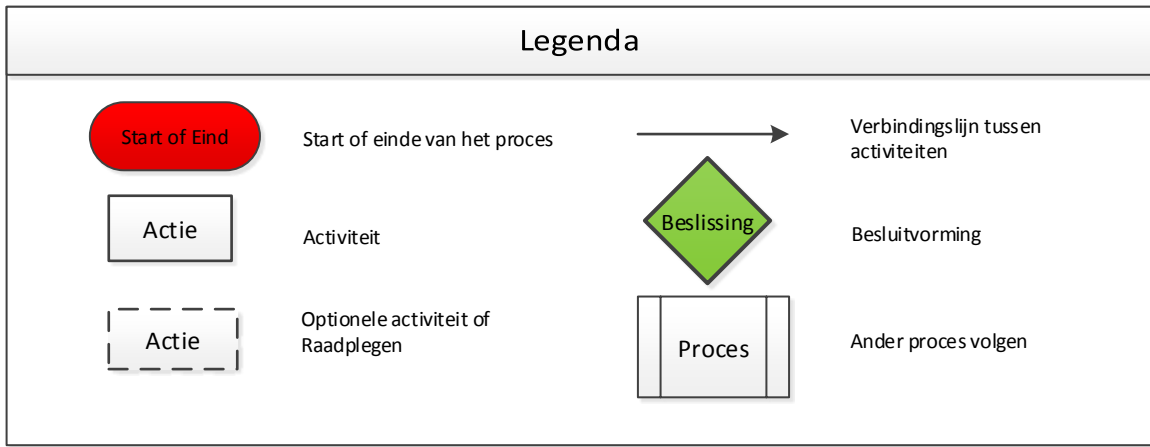 Legenda
Start of Eind
Start of einde van het proces
Verbindingslijn tussen
activiteiten
Actie
Activiteit
Beslissing
Besluitvorming
Actie
Optionele activiteit of
Raadplegen
Proces
Ander proces volgen